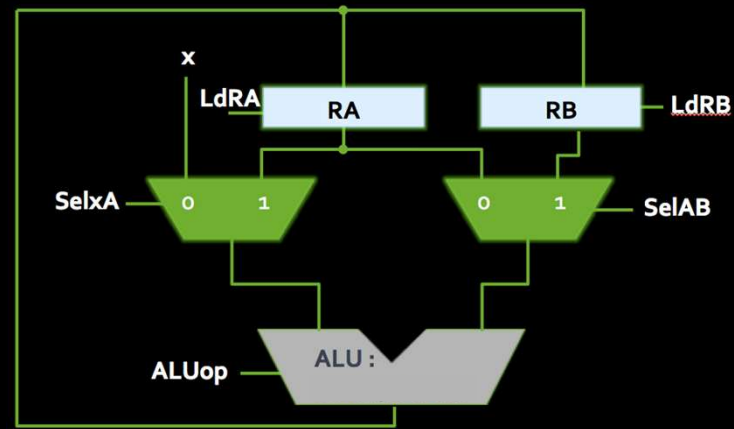 x
LdRA
RA
RB
LdRB
SelxA
0 1
0 1
SelAB
ALU :
ALUop